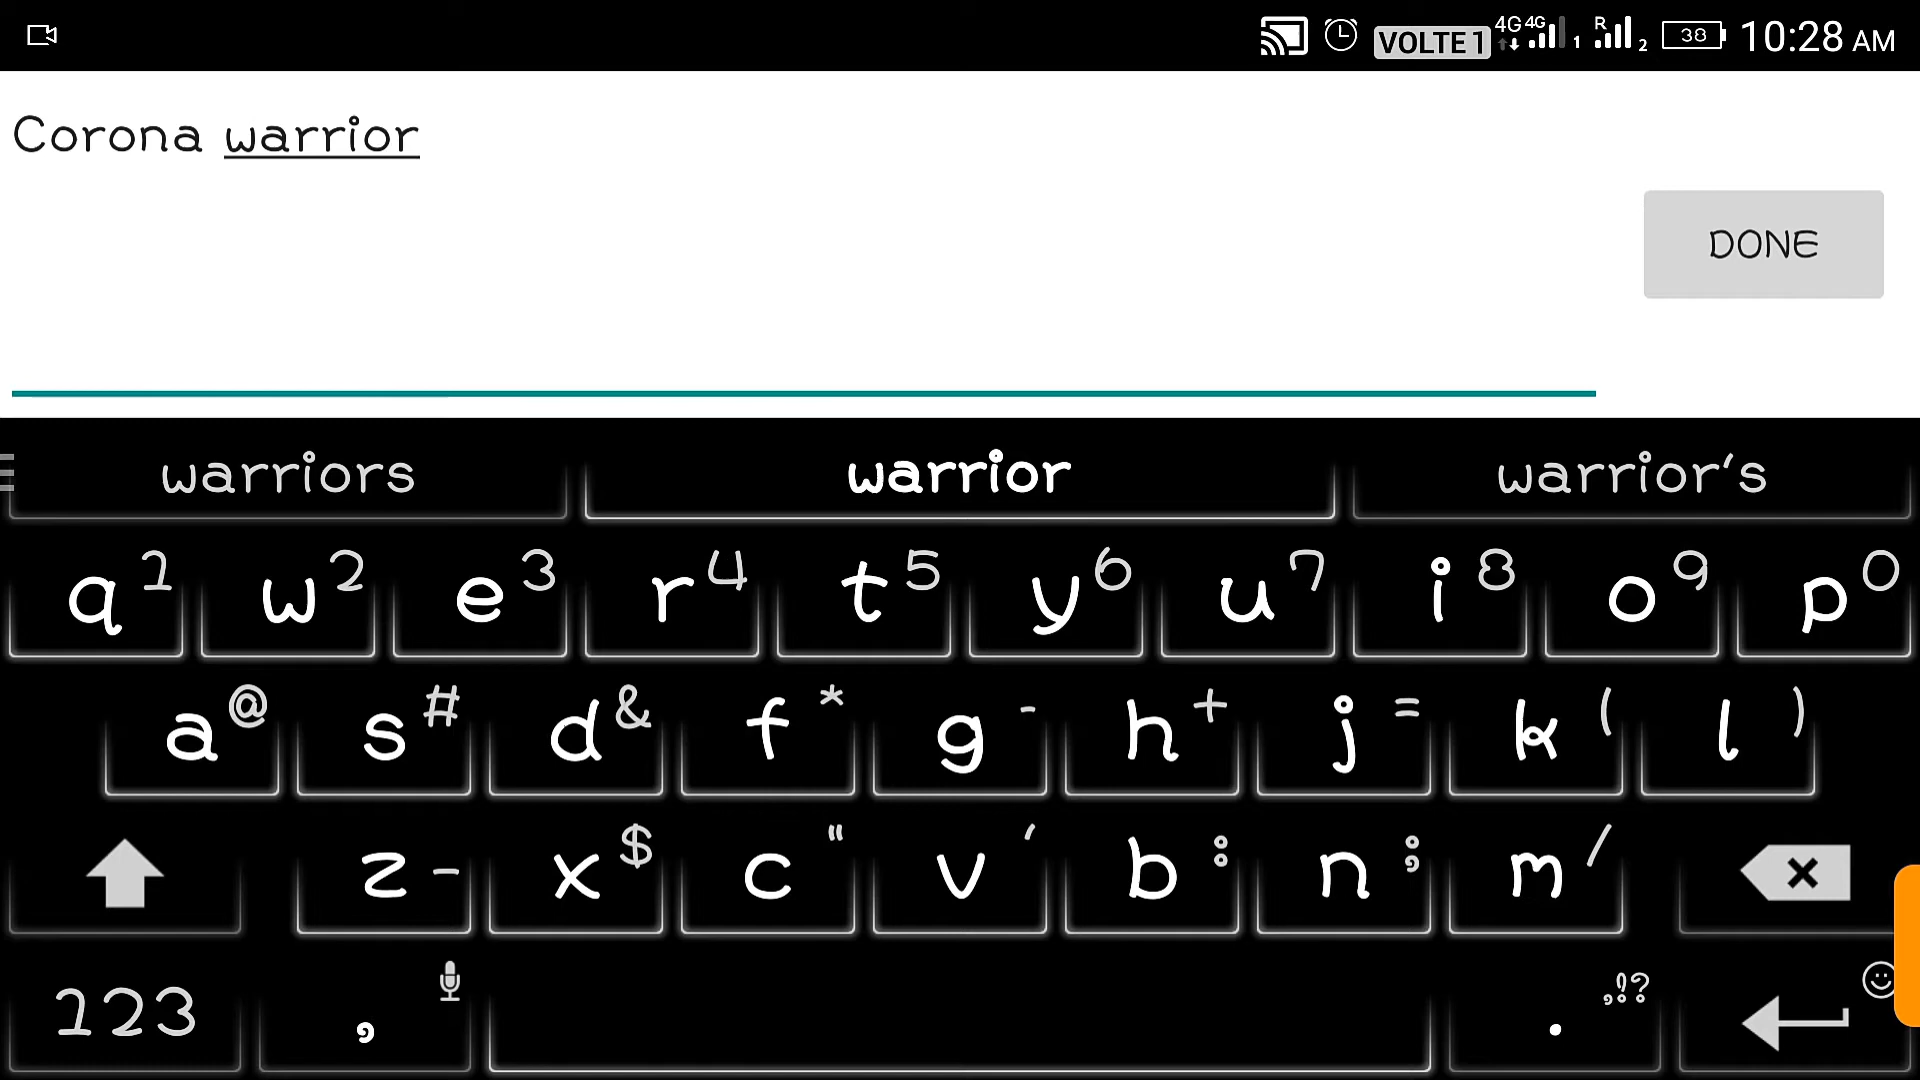 VOLTE 1 4G 4G 1 R 2 38 10:28 AM
Corona warrior
DONE
warriors warrior warrior's
q 1 w 2 e 3 r 4 t 5 y 6 u 7 i 8 o 9 p 0
a @ s # d & f * g - h + j = k ( l )
z - x $ c " v ' b : n ; m /
123 , . ,!?